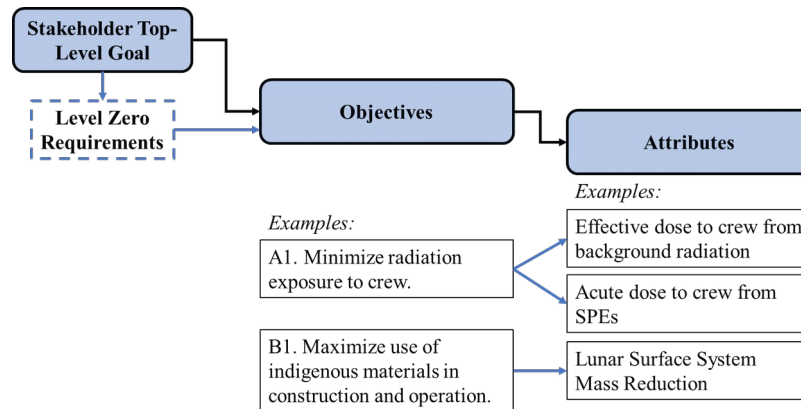 Stakeholder Top-
Level Goal
Level Zero
Requirements
Objectives
Attributes
Examples:
A1. Minimize radiation
exposure to crew.
B1. Maximize use of
indigenous materials in
construction and operation.
Examples:
Effective dose to crew from
background radiation
Acute dose to crew from
SPEs
Lunar Surface System
Mass Reduction